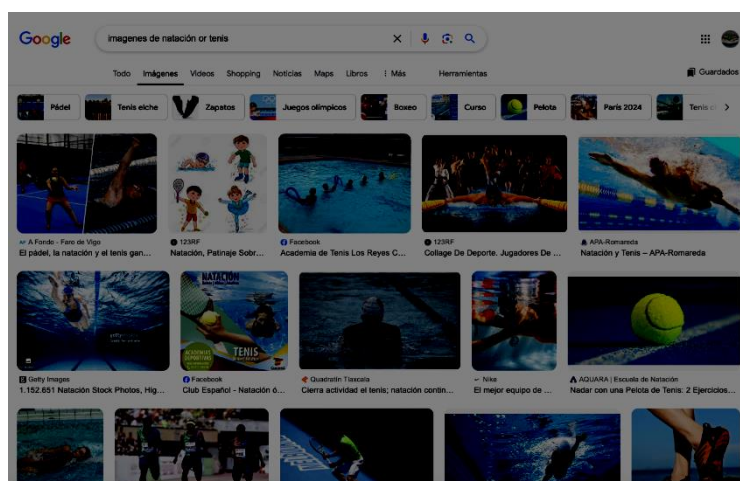 Google
imagenes de natación or tenis
Todo Imágenes Videos Shopping Noticias Maps Libros Más Herramientas
Guardados
Pádel Tenis elche Zapatos Juegos olimpicos Boxeo Curso Pelota Paris 2024 Tenis
A Fondo - Faro de Vigo 123RF Facebook 123RF APA-Romareda
El pádel, la natación y el tenis gan... Natación, Patinaje Sobr... Academia de Tenis Los Reyes C... Collage De Deporte. Jugadores De ... Natación y Tenis – APA-Romareda
NATACIÓN
ACADEMIAS
DEPORTIVAS
TENIS
Getty Images Facebook Quadratín Tlaxcala Nike AQUARA | Escuela de Natación
1.152.651 Natación Stock Photos, Hig... Club Español - Natación ó... Cierra actividad el tenis; natación contin... El mejor equipo de ... Nadar con una Pelota de Tenis: 2 Ejercicios...